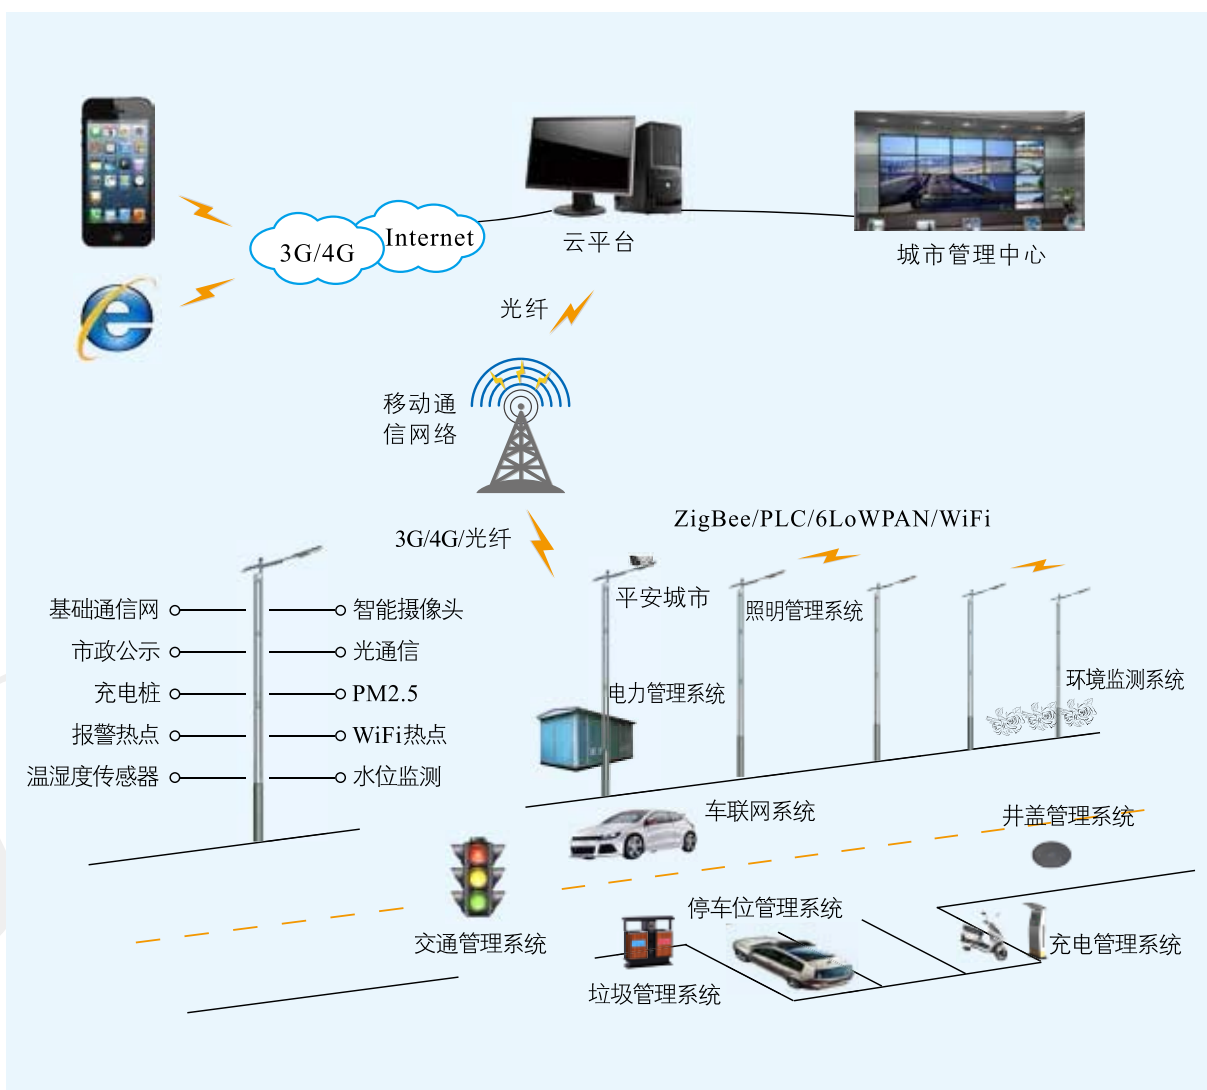 3G/4G
Internet
云平台
城市管理中心
光纤
移动通
信网络
3G/4G/光纤
ZigBee/PLC/6LoWPAN/WiFi
基础通信网
市政公示
充电桩
报警热点
温湿度传感器
智能摄像头
光通信
PM2.5
WiFi热点
水位监测
平安城市
照明管理系统
电力管理系统
环境监测系统
车联网系统
井盖管理系统
交通管理系统
停车位管理系统
垃圾管理系统
充电管理系统